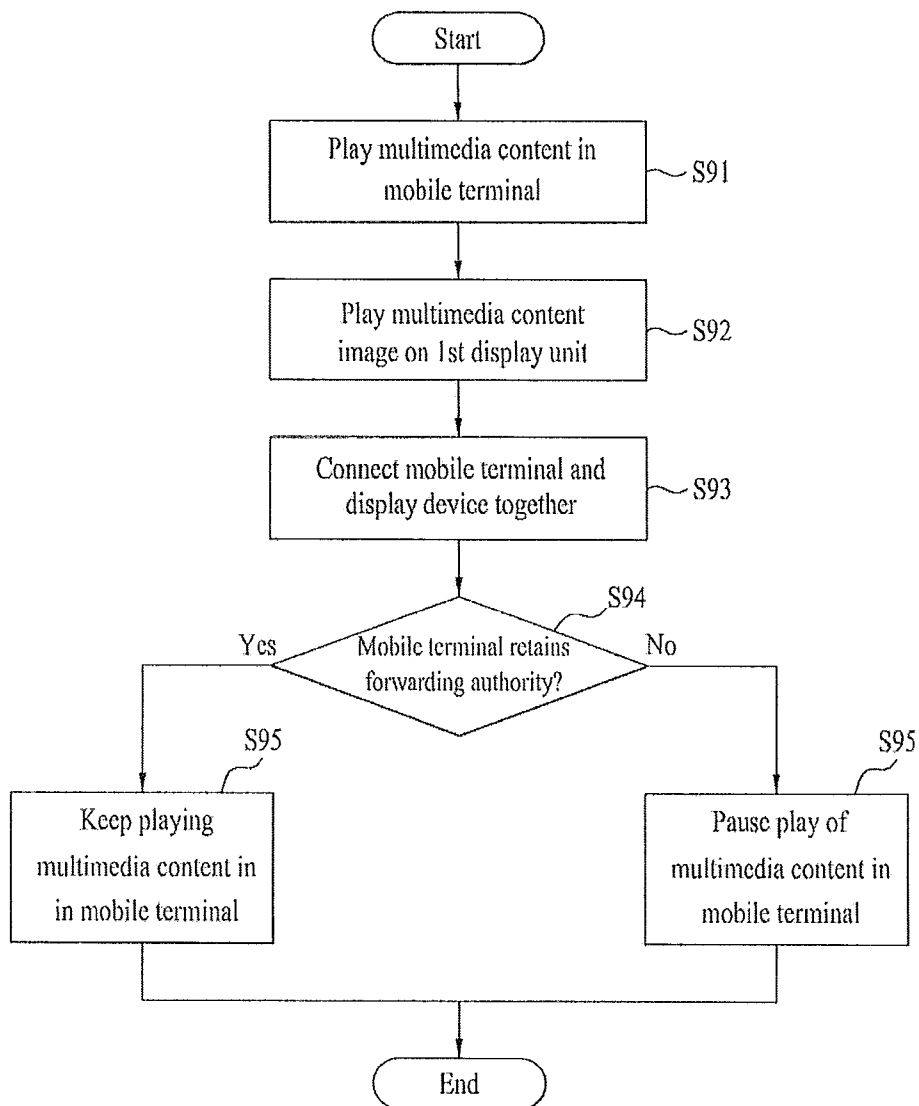 Start
Play multimedia content in
mobile terminal
S91
Play multimedia content
image on 1st display unit
S92
Connect mobile terminal and
display device together
S93
S94
Mobile terminal retains
forwarding authority?
Yes
No
S95
Keep playing
multimedia content in
in mobile terminal
S95
Pause play of
multimedia content in
mobile terminal
End